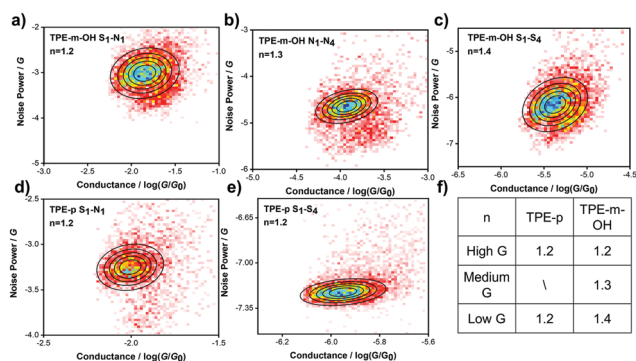 a)
TPE-m-OH S1-N1
n=1.2
Noise Power / G
-2
-3
-4
-5
-3.0 -2.5 -2.0 -1.5 -1.0
Conductance / log(G/G0)
b)
TPE-m-OH N1-N4
n=1.3
-3
-4
-5
-6
-5.0 -4.5 -4.0 -3.5 -3.0
Conductance / log(G/G0)
c)
TPE-m-OH S1-S4
n=1.4
-5
-6
-7
-6.5 -6.0 -5.5 -5.0 -4.5
Conductance / log(G/G0)
d)
TPE-p S1-N1
n=1.2
Noise Power / G
-2.5
-3.0
-3.5
-4.0
-2.5 -2.0 -1.5 -1.0
Conductance / log(G/G0)
e)
TPE-p S1-S4
n=1.2
Noise Power / G
-6.65
-7.00
-7.35
-6.2 -6.0 -5.8 -5.6
Conductance / log(G/G0)
f)
n TPE-p TPE-m-OH
High G 1.2 1.2
Medium G \ 1.3
Low G 1.2 1.4